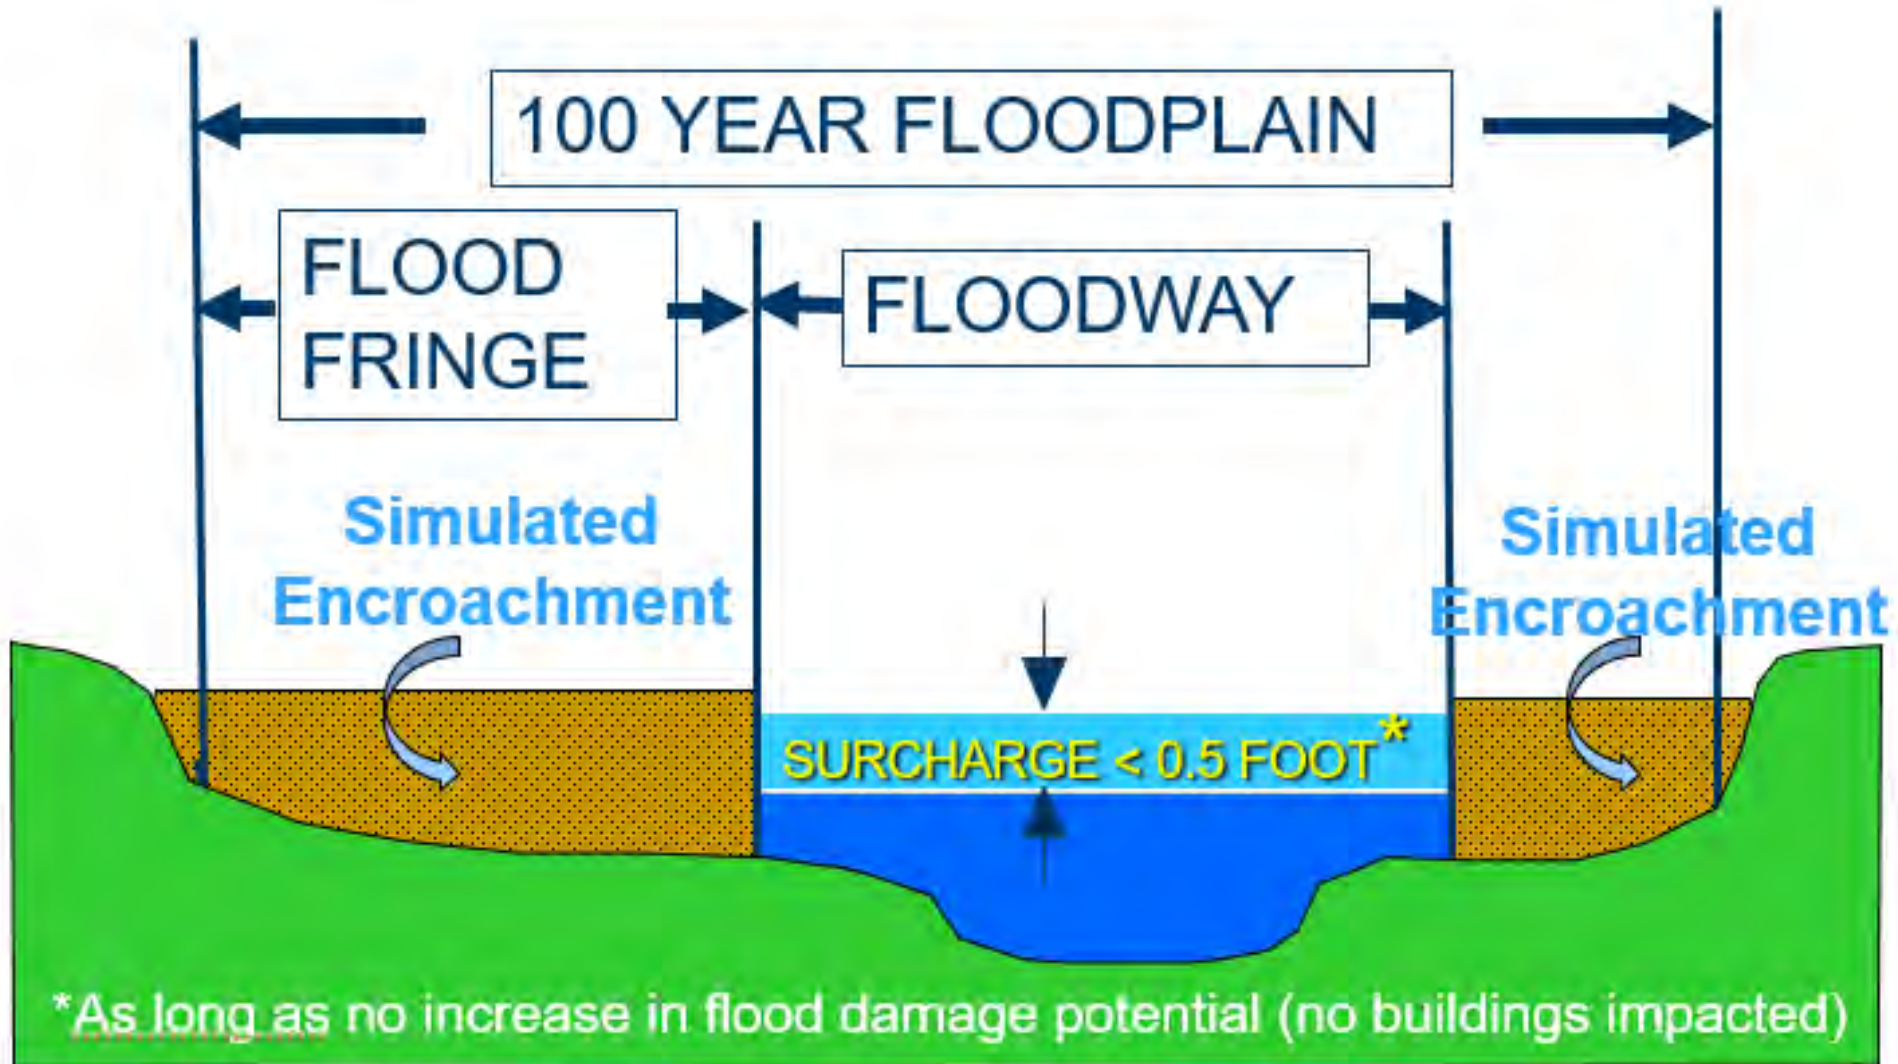 100 YEAR FLOODPLAIN
FLOOD
FRINGE
FLOODWAY
Simulated
Encroachment
Simulated
Encroachment
SURCHARGE < 0.5 FOOT*
*As long as no increase in flood damage potential (no buildings impacted)